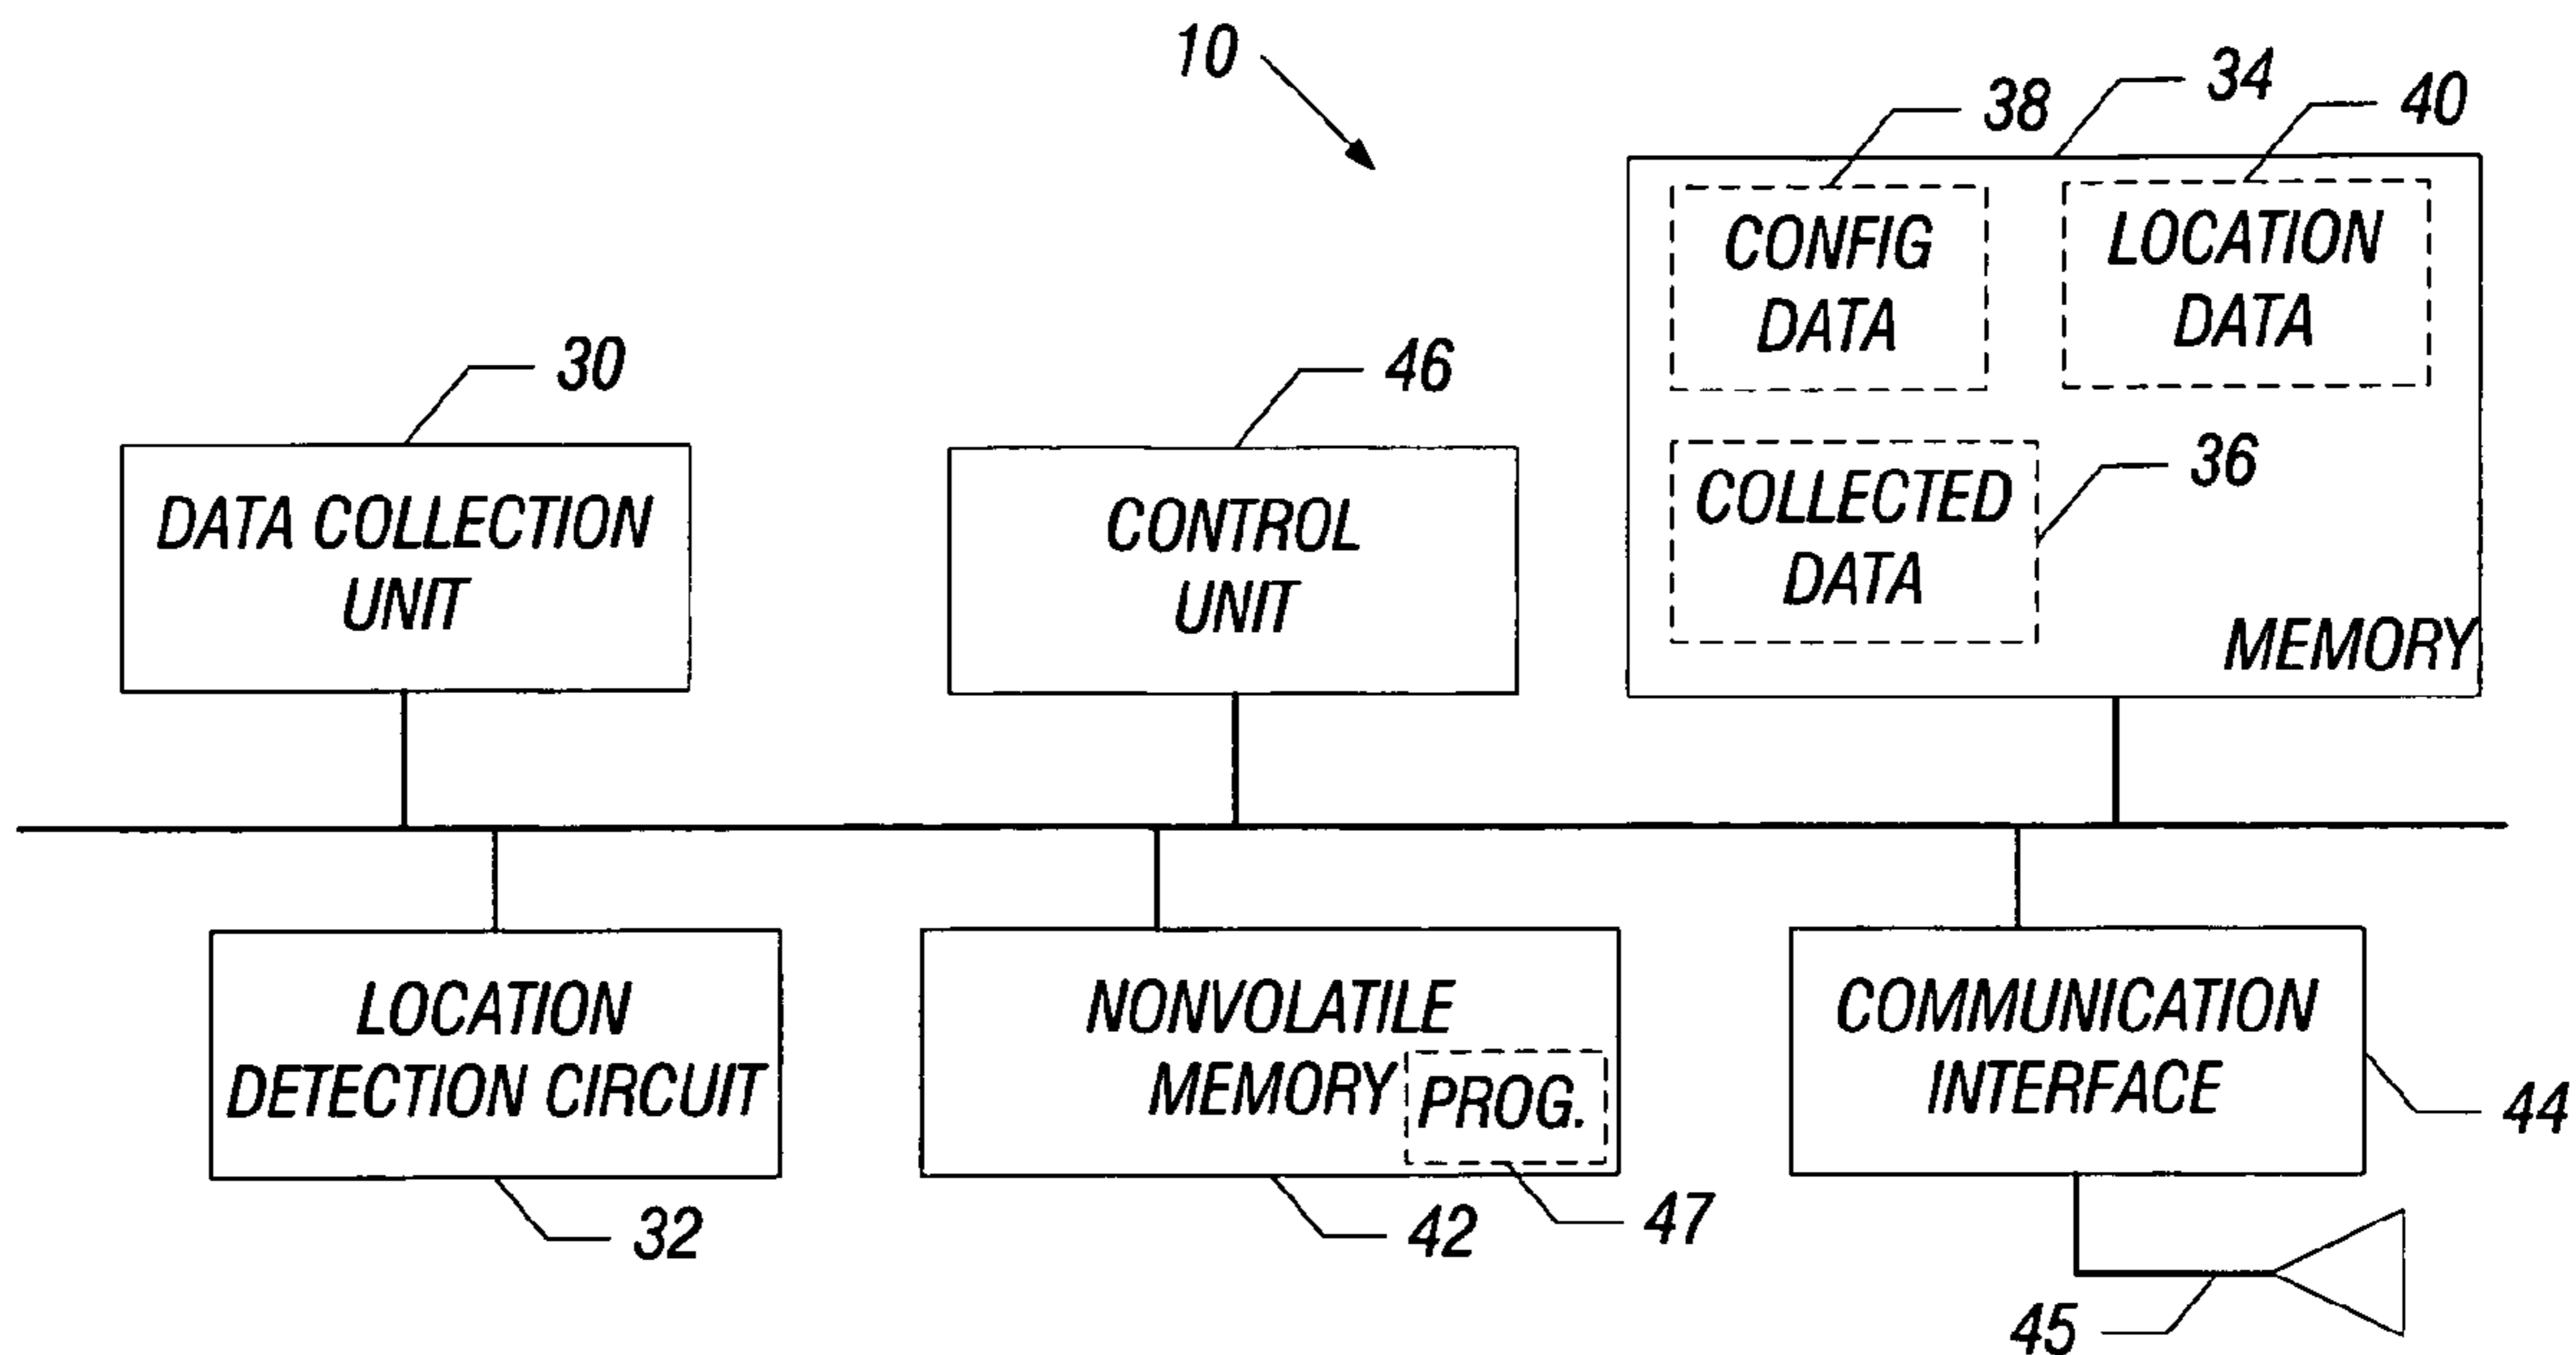 10
34
38
40
CONFIG
DATA
LOCATION
DATA
30
46
36
DATA COLLECTION
UNIT
CONTROL
UNIT
COLLECTED
DATA
MEMORY
LOCATION
DETECTION CIRCUIT
NONVOLATILE
MEMORY
PROG.
COMMUNICATION
INTERFACE
44
32
42
47
45